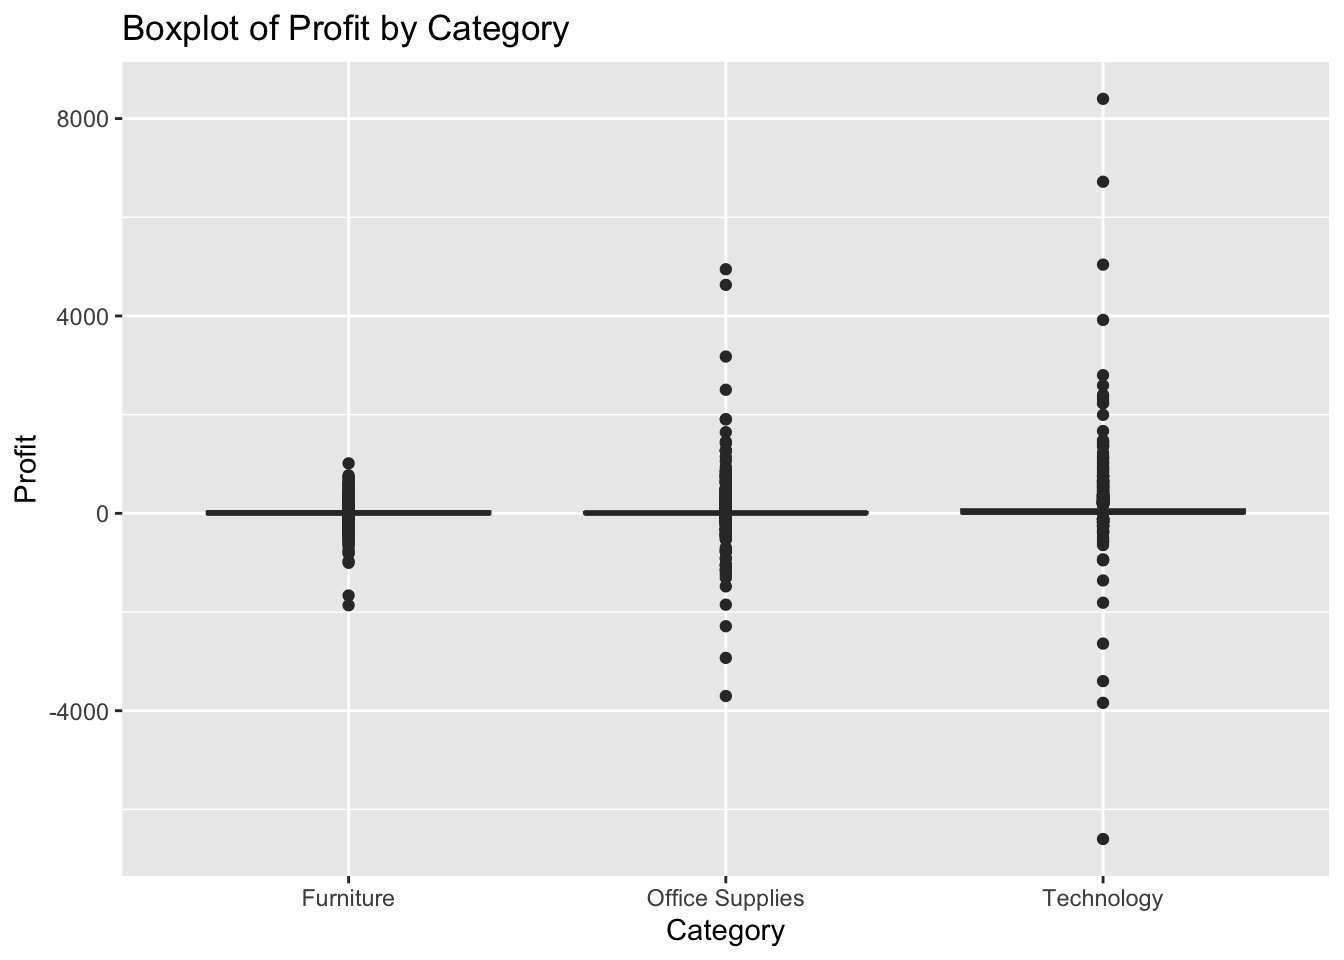 Boxplot of Profit by Category
8000
4000
0
-4000
Profit
Furniture
Office Supplies
Technology
Category